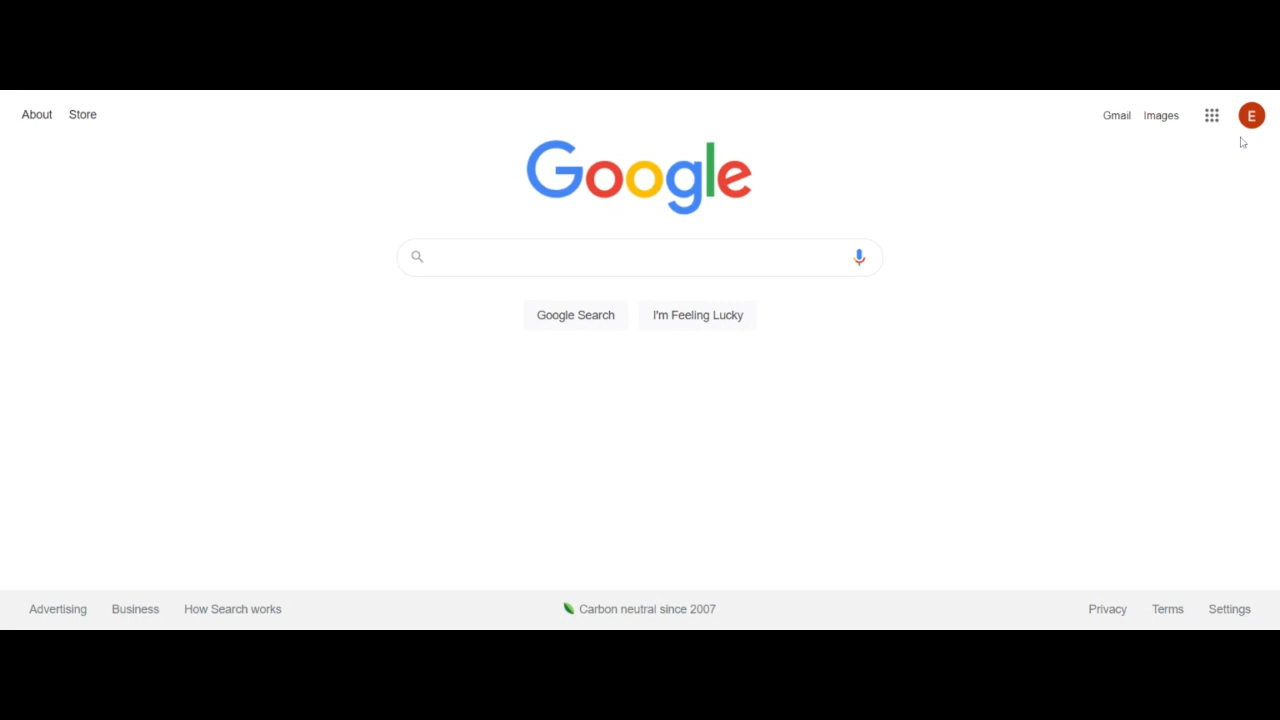 About Store
Gmail Images
E
Google
Google Search I'm Feeling Lucky
Advertising Business How Search works
Carbon neutral since 2007
Privacy Terms Settings